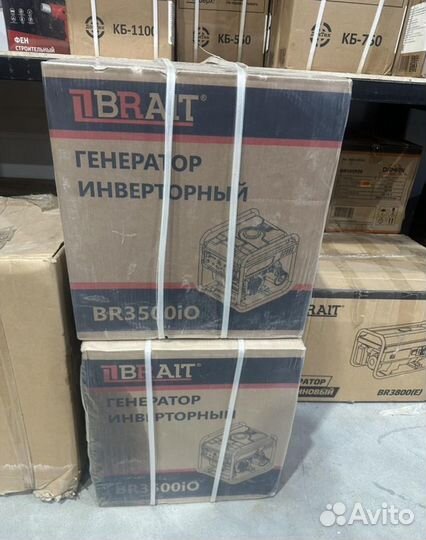 ФЕН
СТРОИТЕЛЬНЫЙ
КБ-1100
КБ-550
КБ-750
BRAIT®
ГЕНЕРАТОР
ИНВЕРТОРНЫЙ
BR3500iO
BRAIT
BR3800(E)
BRAIT®
ГЕНЕРАТОР
ИНВЕРТОРНЫЙ
BR3500iO
Avito